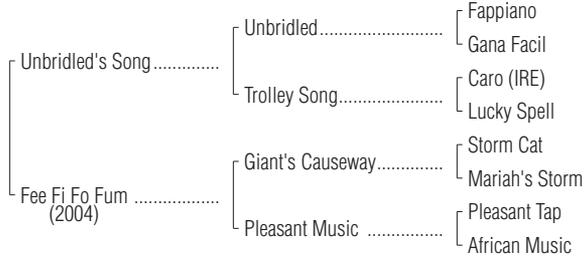 Fappiano
Unbridled....................
Gana Facil
Unbridled's Song..............
Caro (IRE)
Trolley Song.....................
Lucky Spell
Storm Cat
Giant's Causeway.............
Mariah's Storm
Fee Fi Fo Fum .................
(2004)
Pleasant Tap
Pleasant Music ...............
African Music